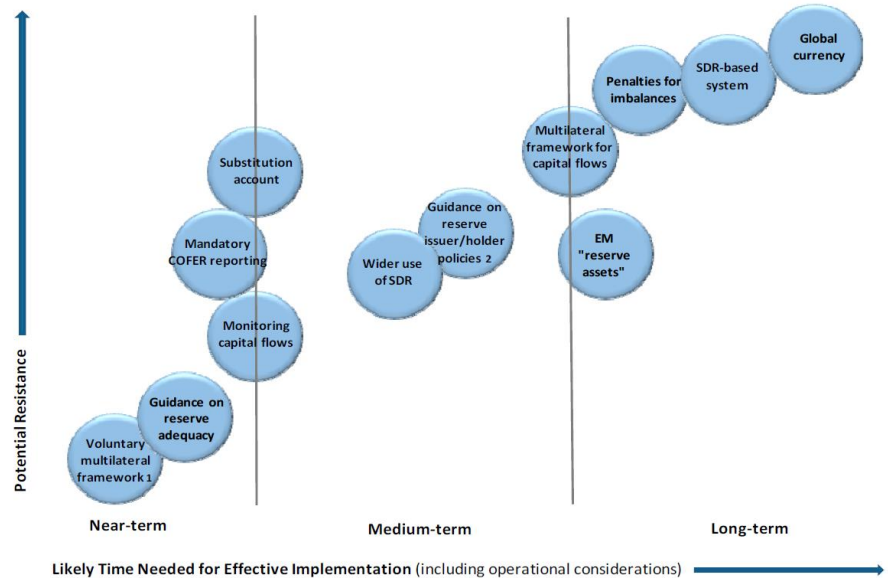 Global
currency
SDR-based
system
Penalties for
imbalances
Multilateral
framework for
capital flows
Substitution
account
Guidance on
reserve
issuer/holder
policies 2
Mandatory
COFER reporting
EM
"reserve
assets"
Wider use
of SDR
Monitoring
capital flows
Guidance on
reserve
adequacy
Voluntary
multilateral
framework 1
Potential Resistance
Near-term
Medium-term
Long-term
Likely Time Needed for Effective Implementation (including operational considerations)